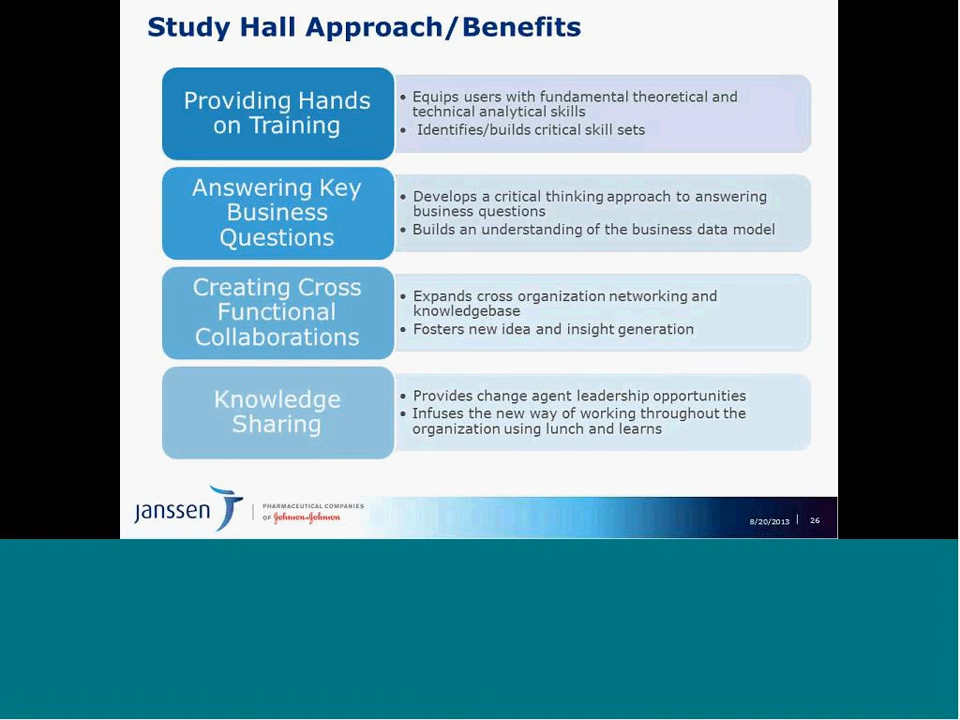 Study Hall Approach/Benefits
Providing Hands
on Training
• Equips users with fundamental theoretical and
technical analytical skills
• Identifies/builds critical skill sets
Answering Key
Business
Questions
• Develops a critical thinking approach to answering
business questions
• Builds an understanding of the business data model
Creating Cross
Functional
Collaborations
• Expands cross organization networking and
knowledgebase
• Fosters new idea and insight generation
Knowledge
Sharing
• Provides change agent leadership opportunities
• Infuses the new way of working throughout the
organization using lunch and learns
janssen
PHARMACEUTICAL COMPANIES
OF Johnson & Johnson
8/20/2013 | 26